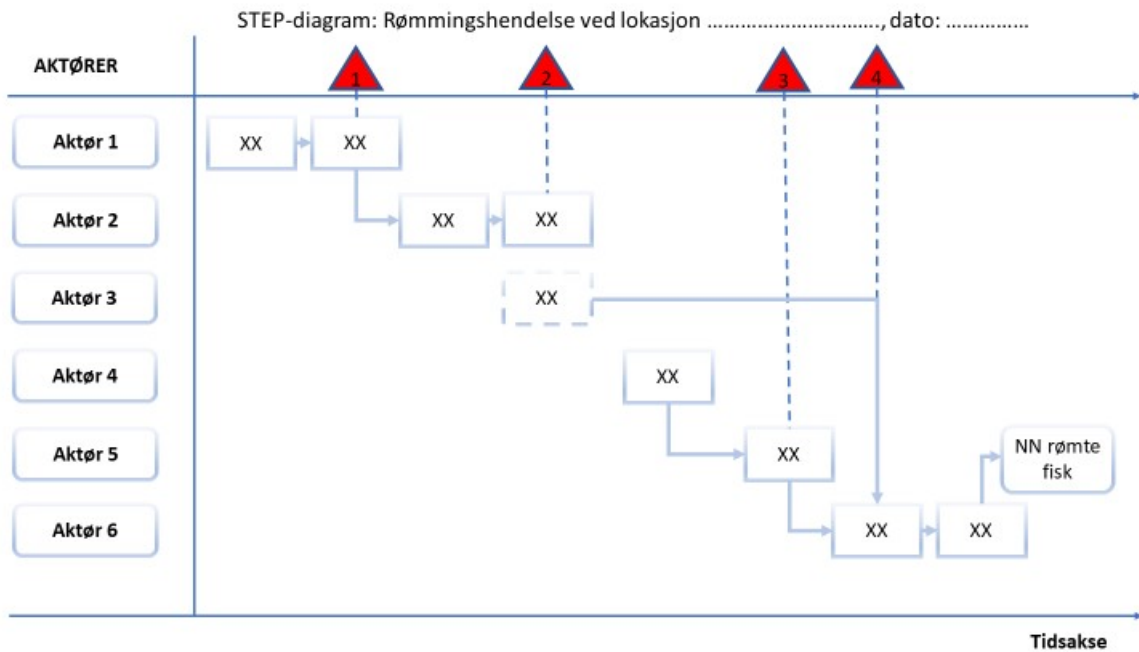 STEP-diagram: Rømmingshendelse ved lokasjon ................................, dato: ...............
AKTØRER
1
2
3
4
Aktør 1
XX
XX
Aktør 2
XX
XX
Aktør 3
XX
Aktør 4
XX
Aktør 5
XX
NN rømte
fisk
Aktør 6
XX
XX
Tidsakse